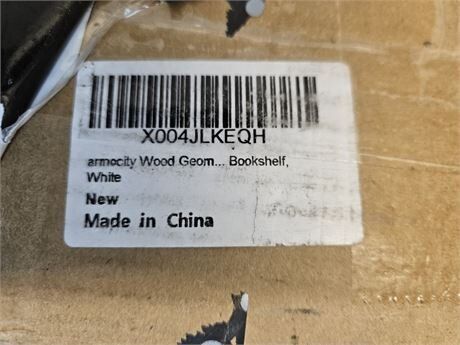 X004JLKEQH
armocity Wood Geom... Bookshelf,
White
New
Made in China